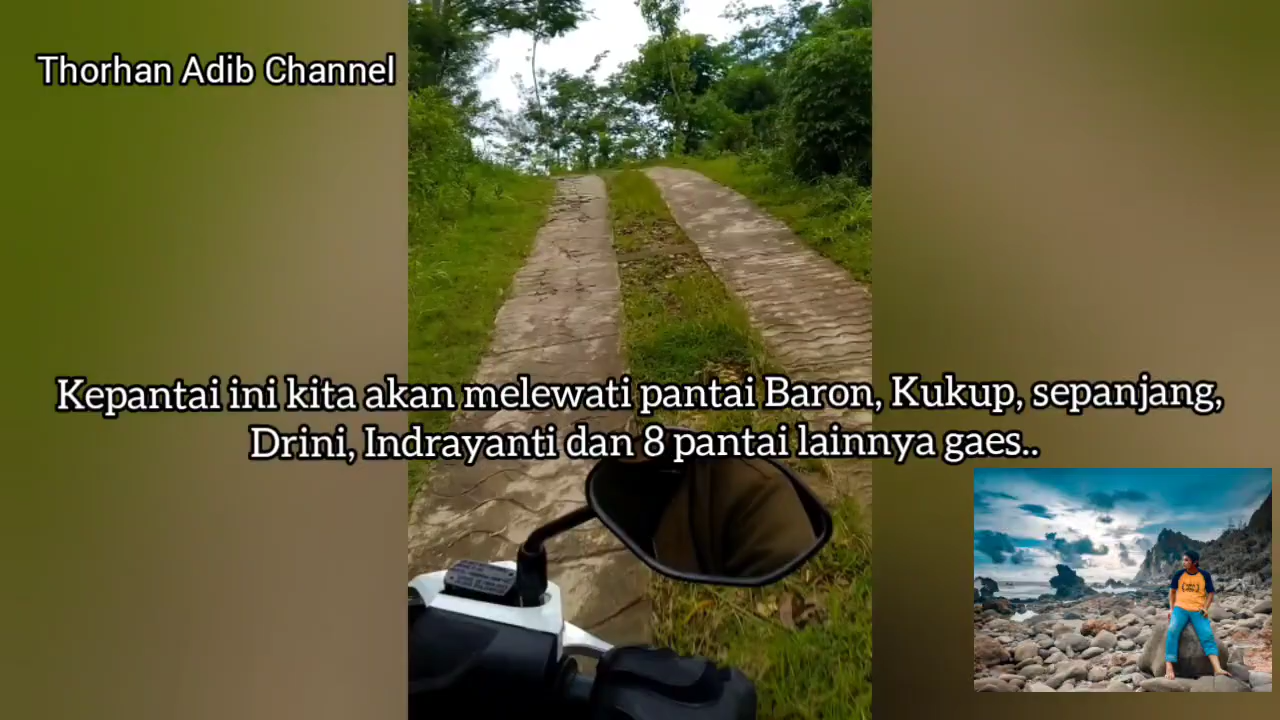 Thorhan Adib Channel
Kepantai ini kita akan melewati pantai Baron, Kukup, sepanjang,
Drini, Indrayanti dan 8 pantai lainnya gaes..